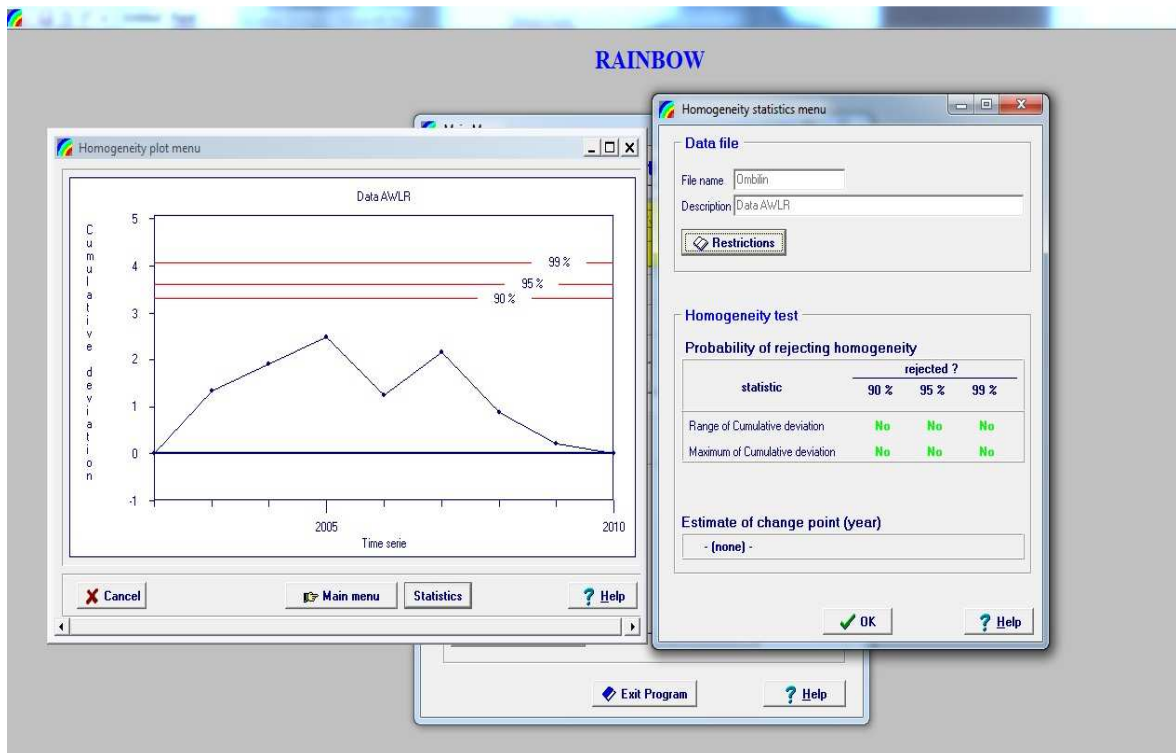 RAINBOW
Homogeneity plot menu
Data AWLR
Cumulative deviation
5
4
3
2
1
0
-1
99 %
95 %
90 %
2005
2010
Time serie
Cancel
Main menu
Statistics
Help
Homogeneity statistics menu
Data file
File name Ombilin
Description Data AWLR
Restrictions
Homogeneity test
Probability of rejecting homogeneity
rejected ?
statistic 90 % 95 % 99 %
Range of Cumulative deviation No No No
Maximum of Cumulative deviation No No No
Estimate of change point (year)
- (none) -
OK
Help
Exit Program
Help